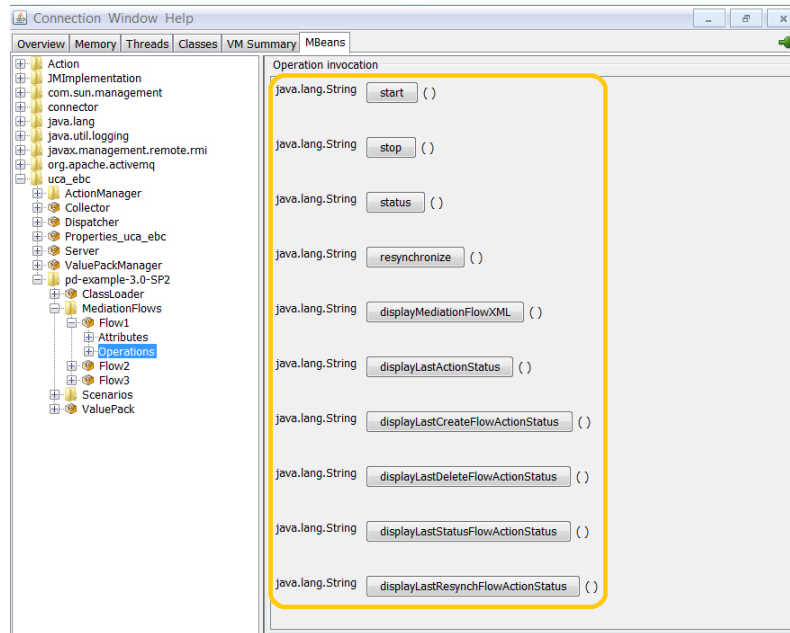 Connection Window Help
Overview Memory Threads Classes VM Summary MBeans
Action
JMImplementation
com.sun.management
connector
java.lang
java.util.logging
javax.management.remote.rmi
org.apache.activemq
uca_ebc
ActionManager
Collector
Dispatcher
Properties_uca_ebc
Server
ValuePackManager
pd-example-3.0-SP2
ClassLoader
MediationFlows
Flow1
Attributes
Operations
Flow2
Flow3
Scenarios
ValuePack
Operation invocation
java.lang.String start ( )
java.lang.String stop ( )
java.lang.String status ( )
java.lang.String resynchronize ( )
java.lang.String displayMediationFlowXML ( )
java.lang.String displayLastActionStatus ( )
java.lang.String displayLastCreateFlowActionStatus ( )
java.lang.String displayLastDeleteFlowActionStatus ( )
java.lang.String displayLastStatusFlowActionStatus ( )
java.lang.String displayLastResynchFlowActionStatus ( )